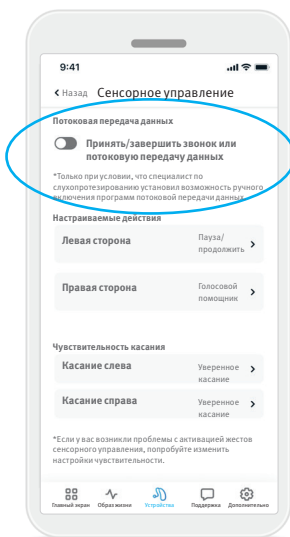 9:41
Назад Сенсорное управление
Потоковая передача данных
Принять/завершить звонок или
потоковую передачу данных
*Только при условии, что специалист по
слухопротезированию установил возможность ручного
включения программ потоковой передачи данных
Настраиваемые действия
Левая сторона Пауза/
продолжить
Правая сторона Голосовой
помощник
Чувствительность касания
Касание слева Уверенное
касание
Касание справа Уверенное
касание
*Если у вас возникли проблемы с активацией жестов
сенсорного управления, попробуйте изменить
настройки чувствительности.
Главный экран Образ жизни Устройства Поддержка Дополнительно